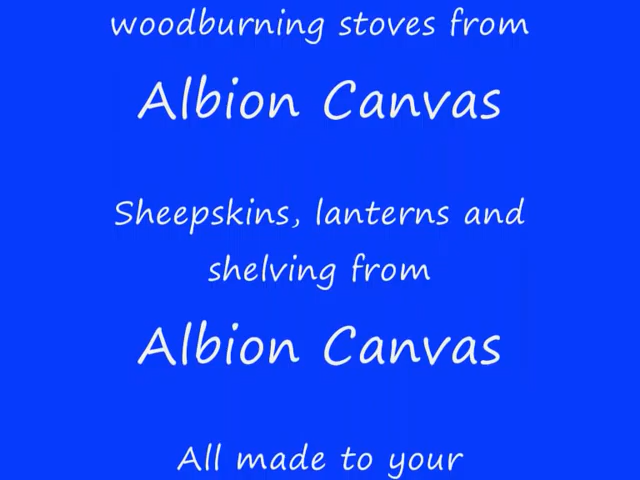 woodburning stoves from
Albion Canvas
Sheepskins, lanterns and
shelving from
Albion Canvas
All made to your